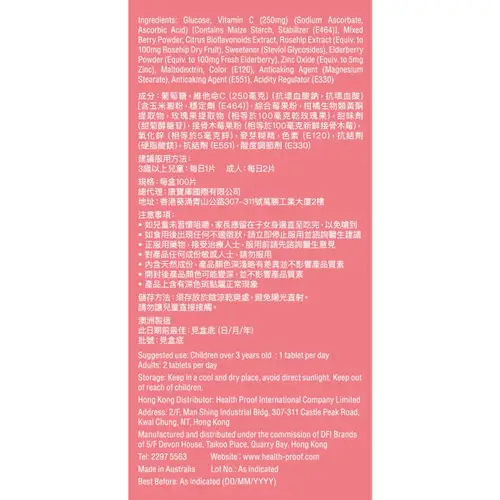 Ingredients: Glucose, Vitamin C (250mg) (Sodium Ascorbate,
Ascorbic Acid) [Contains Maize Starch, Stabilizer (E464)], Mixed
Berry Powder, Citrus Bioflavonoids Extract, Rosehip Extract (Equiv. to
100mg Rosehip Dry Fruit), Sweetener (Steviol Glycosides), Elderberry
Powder (Equiv. to 100mg Fresh Elderberry), Zinc Oxide (Equiv. to 5mg
Zinc), Maltodextrin, Color (E120), Anticaking Agent (Magnesium
Stearate), Anticaking Agent (E551), Acidity Regulator (E330)
成分：葡萄糖，維他命C (250毫克) (抗壞血酸鈉，抗壞血酸)
[含玉米澱粉，穩定劑 (E464)]，綜合莓果粉，柑橘生物類黃酮
提取物，玫瑰果提取物 (相等於100毫克乾玫瑰果)，甜味劑
(甜菊醇糖苷)，接骨木莓果粉 (相等於100毫克新鮮接骨木莓)，
氧化鋅 (相等於5毫克鋅)，麥芽糊精，色素 (E120)，抗結劑
(硬脂酸鎂)，抗結劑 (E551)，酸度調節劑 (E330)
建議服用方法：
3歲以上兒童：每日1片　成人：每日2片
規格：每盒100片
總代理：康寶庫國際有限公司
地址：香港葵涌青山公路307-311號萬勝工業大廈2樓
注意事項：
• 如兒童未習慣咀嚼，家長應留在子女身邊直至吃完，以免噎到
• 如食用後出現任何不適徵狀，請立即停止服用並諮詢醫生建議
• 正服用藥物、接受治療人士，服用前請先諮詢醫生意見
• 對產品任何成份敏感人士，請勿服用
• 內含天然成份，產品顏色深淺略有差異並不影響產品質素
• 開封後產品顏色可能變深，並不影響產品質素
• 產品上含有深色斑點屬正常現象
儲存方法：須存放於陰涼乾爽處，避免陽光直射。
請勿讓兒童直接接觸。
澳洲製造
此日期前最佳：見盒底 (日/月/年)
批號：見盒底
Suggested use: Children over 3 years old : 1 tablet per day
Adults: 2 tablets per day
Storage: Keep in a cool and dry place, avoid direct sunlight. Keep out
of reach of children.
Hong Kong Distributor: Health Proof International Company Limited
Address: 2/F, Man Shing Industrial Bldg, 307-311 Castle Peak Road,
Kwai Chung, NT, Hong Kong
Manufactured and distributed under the commission of DFI Brands
of 5/F Devon House, Taikoo Place, Quarry Bay, Hong Kong
Tel: 2297 5563 Website: www.health-proof.com
Made in Australia Lot No.: As indicated
Best Before: As indicated (DD/MM/YYYY)